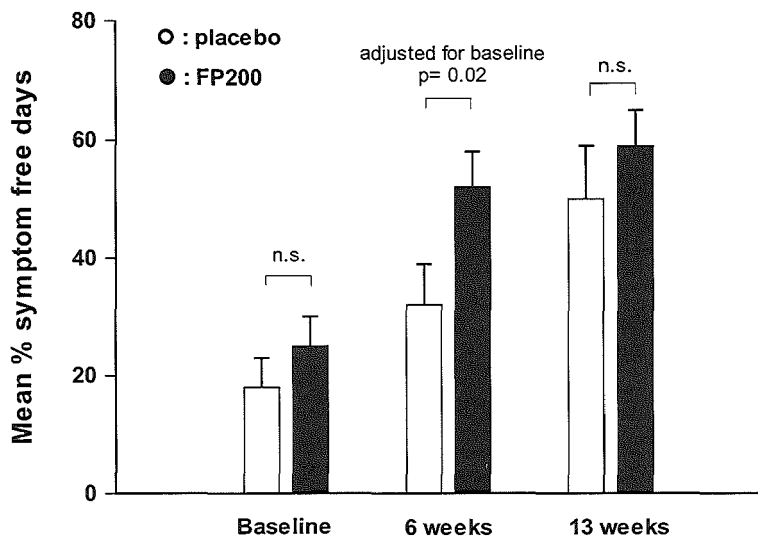 80
60
40
20
0
Mean % symptom free days
O : placebo
● : FP200
n.s.
adjusted for baseline
p= 0.02
n.s.
Baseline
6 weeks
13 weeks